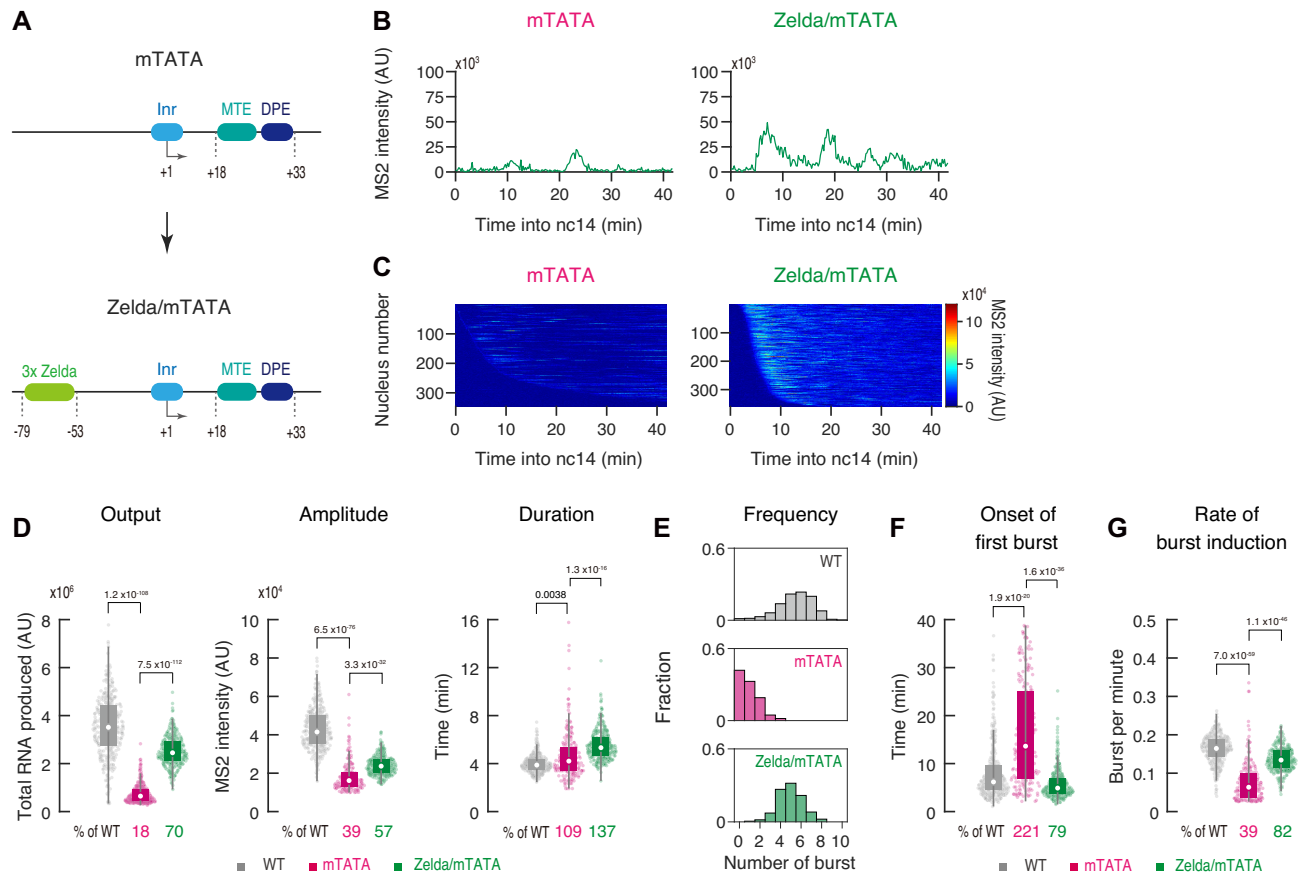 A
mTATA
Inr
MTE
DPE
+1
+18
+33
Zelda/mTATA
3x Zelda
Inr
MTE
DPE
-79
-53
+1
+18
+33
B
mTATA
Zelda/mTATA
MS2 intensity (AU)
x10³
100
75
50
25
0
0 10 20 30 40
Time into nc14 (min)
x10³
100
75
50
25
0
0 10 20 30 40
Time into nc14 (min)
C
mTATA
Zelda/mTATA
Nucleus number
100
200
300
0 10 20 30 40
Time into nc14 (min)
0 10 20 30 40
Time into nc14 (min)
x10⁴
10
5
0
MS2 intensity (AU)
D
Output
x10⁶
Total RNA produced (AU)
8
6
4
2
0
1.2 x10⁻¹⁰⁸
7.5 x10⁻¹¹²
% of WT 18 70
Amplitude
x10⁴
MS2 intensity (AU)
10
8
6
4
2
0
6.5 x10⁻⁷⁶
3.3 x10⁻³²
% of WT 39 57
Duration
Time (min)
16
12
8
4
0
0.0038
1.3 x10⁻¹⁶
% of WT 109 137
WT mTATA Zelda/mTATA
E
Frequency
Fraction
0.6
0
WT
0.6
0
mTATA
0.6
0
Zelda/mTATA
0 2 4 6 8 10
Number of burst
F
Onset of
first burst
Time (min)
40
30
20
10
0
1.9 x10⁻²⁰
1.6 x10⁻³⁶
% of WT 221 79
G
Rate of
burst induction
Burst per minute
0.5
0.4
0.3
0.2
0.1
0
7.0 x10⁻⁵⁹
1.1 x10⁻⁴⁶
% of WT 39 82
WT mTATA Zelda/mTATA